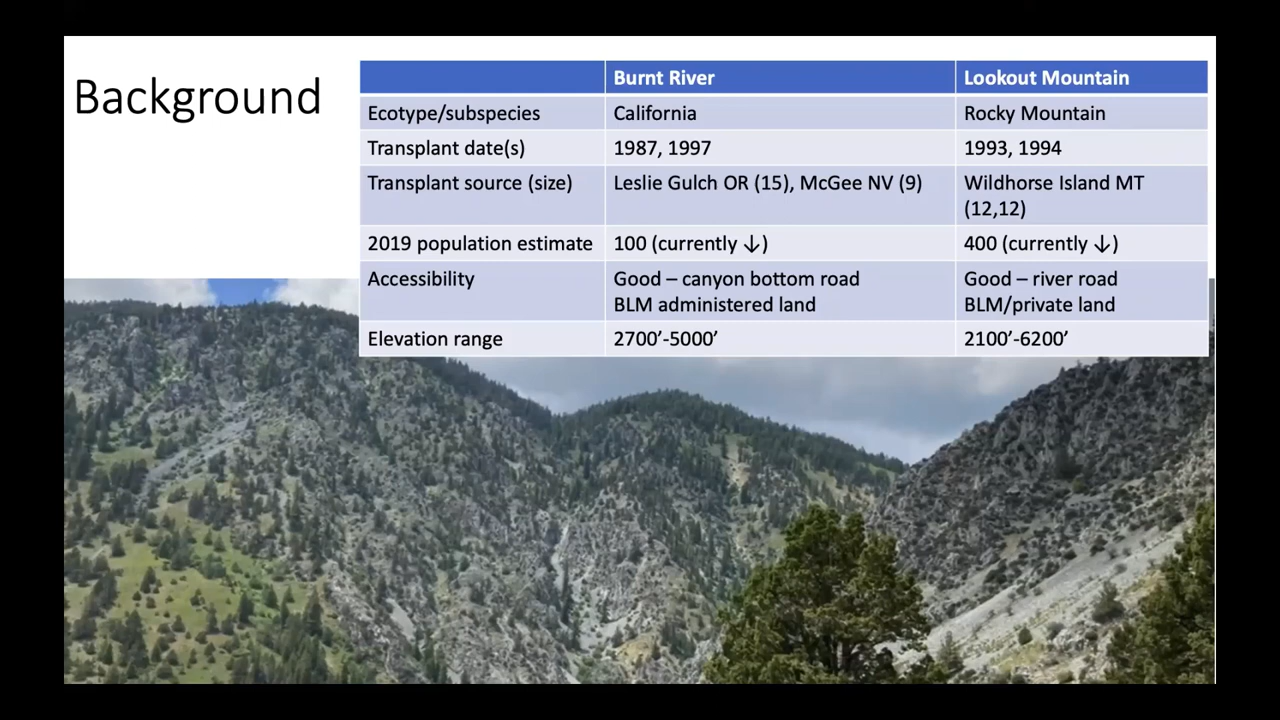 Background
Burnt River Lookout Mountain
Ecotype/subspecies California Rocky Mountain
Transplant date(s) 1987, 1997 1993, 1994
Transplant source (size) Leslie Gulch OR (15), McGee NV (9) Wildhorse Island MT
(12,12)
2019 population estimate 100 (currently ↓) 400 (currently ↓)
Accessibility Good – canyon bottom road Good – river road
BLM administered land BLM/private land
Elevation range 2700’-5000’ 2100’-6200’